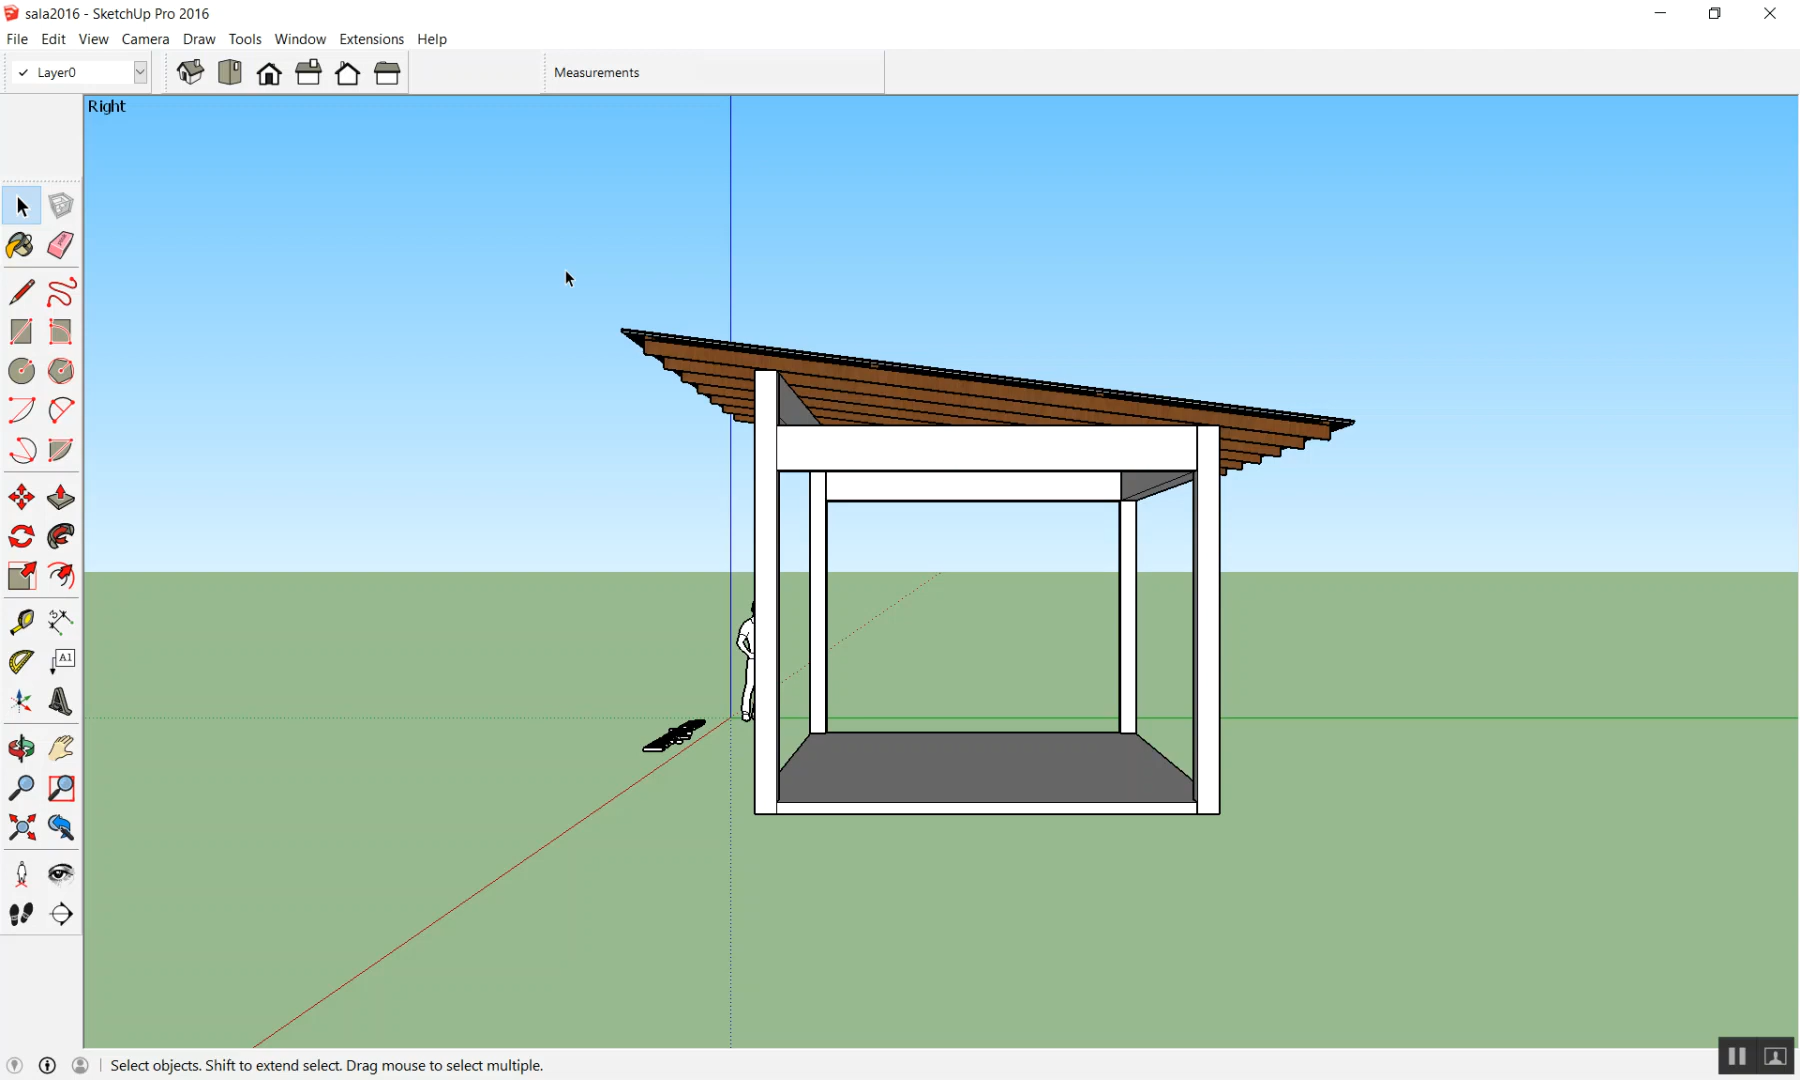 sala2016 - SketchUp Pro 2016
File Edit View Camera Draw Tools Window Extensions Help
Layer0
Measurements
Right
A1
Select objects. Shift to extend select. Drag mouse to select multiple.